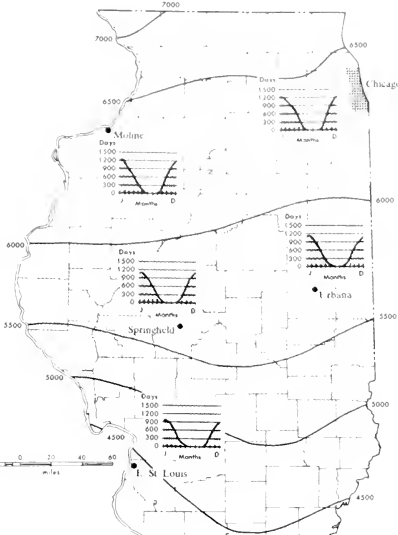 7000
7000
6500
6500
Chicago
Days
1500
1200
900
600
300
0
Months
Moline
Days
1500
1200
900
600
300
0
J Months D
6000
Days
1500
1200
900
600
300
0
J Months D
Urbana
6000
Days
1500
1200
900
600
300
0
J Months D
Springfield
5500
5500
5000
5000
Days
1500
1200
900
600
300
0
J Months D
4500
E. St. Louis
0 20 40 60
miles
4500